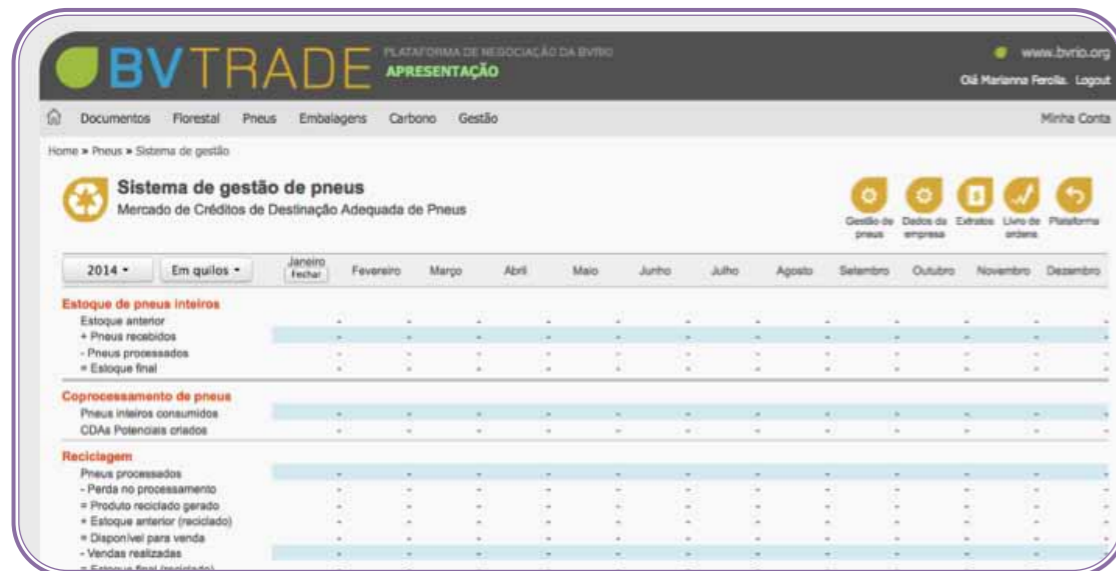 BVTRADE
PLATAFORMA DE NEGOCIAÇÃO DA BVRIO
APRESENTAÇÃO
www.bvrio.org
Olá Marianna Ferolla. Logout
Documentos Florestal Pneus Embalagens Carbono Gestão Minha Conta
Home » Pneus » Sistema de gestão
Sistema de gestão de pneus
Mercado de Créditos de Destinação Adequada de Pneus
Gestão de pneus
Dados da empresa
Extratos
Livro de ordens
Plataforma
2014 Em quilos Janeiro Fechar Fevereiro Março Abril Maio Junho Julho Agosto Setembro Outubro Novembro Dezembro
Estoque de pneus inteiros
Estoque anterior - - - - - - - - - - - -
+ Pneus recebidos - - - - - - - - - - - -
- Pneus processados - - - - - - - - - - - -
= Estoque final - - - - - - - - - - - -
Coprocessamento de pneus
Pneus inteiros consumidos - - - - - - - - - - - -
CDAs Potenciais criados - - - - - - - - - - - -
Reciclagem
Pneus processados - - - - - - - - - - - -
- Perda no processamento - - - - - - - - - - - -
= Produto reciclado gerado - - - - - - - - - - - -
+ Estoque anterior (reciclado) - - - - - - - - - - - -
= Disponível para venda - - - - - - - - - - - -
- Vendas realizadas - - - - - - - - - - - -
= Estoque final (reciclado) - - - - - - - - - - - -